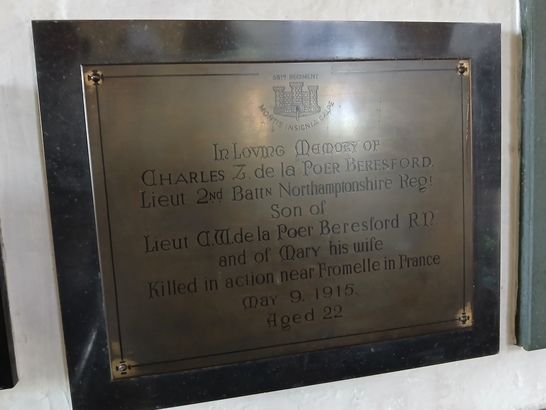 In Loving Memory of
Charles Z. de la Poer Beresford.
Lieut 2nd Battn Northamptonshire Regt
Son of
Lieut C.W. de la Poer Beresford R.N.
and of Mary his wife
Killed in action near Fromelle in France
May 9, 1915.
Aged 22